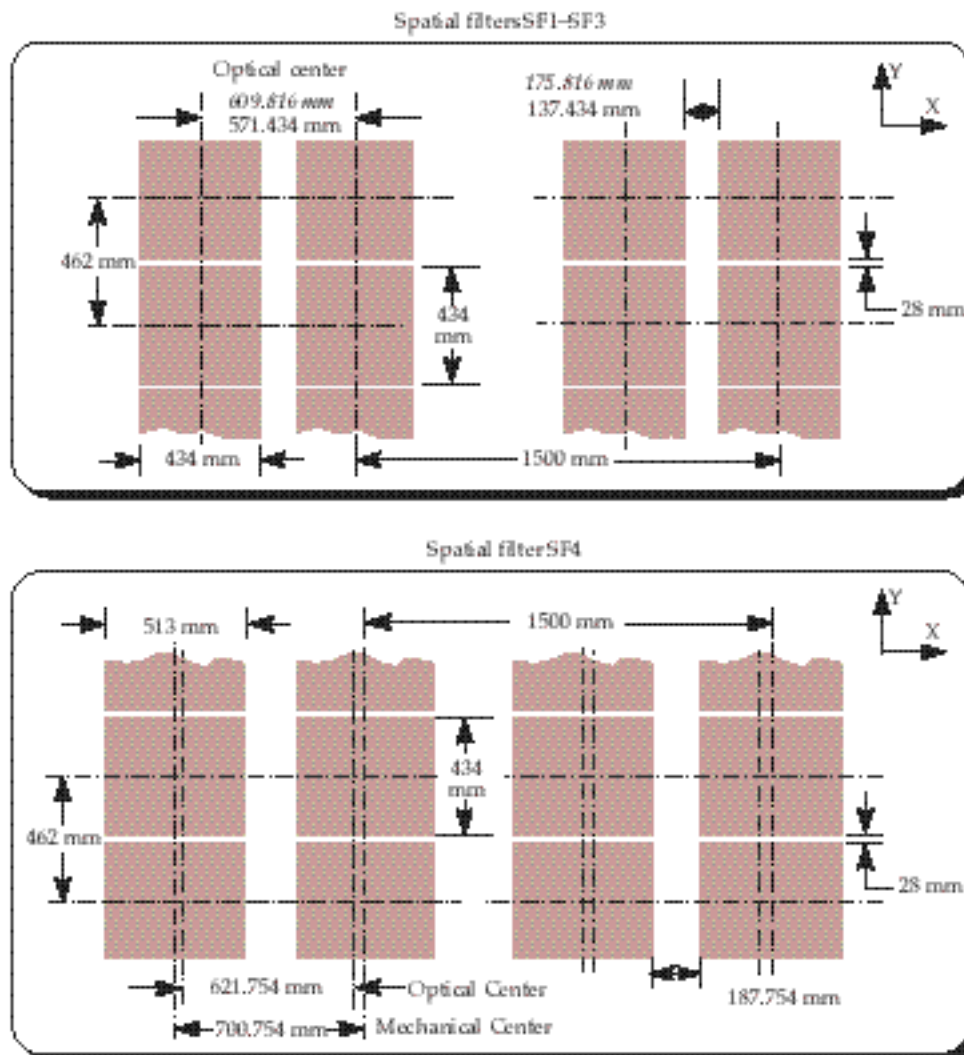 Spatial filtersSF1–SF3
Optical center
609.816 mm
571.434 mm
175.816 mm
137.434 mm
Y
X
462 mm
434
mm
28 mm
434 mm
1500 mm
Spatial filterSF4
513 mm
1500 mm
Y
X
434
mm
462 mm
28 mm
621.754 mm
Optical Center
187.754 mm
700.754 mm
Mechanical Center